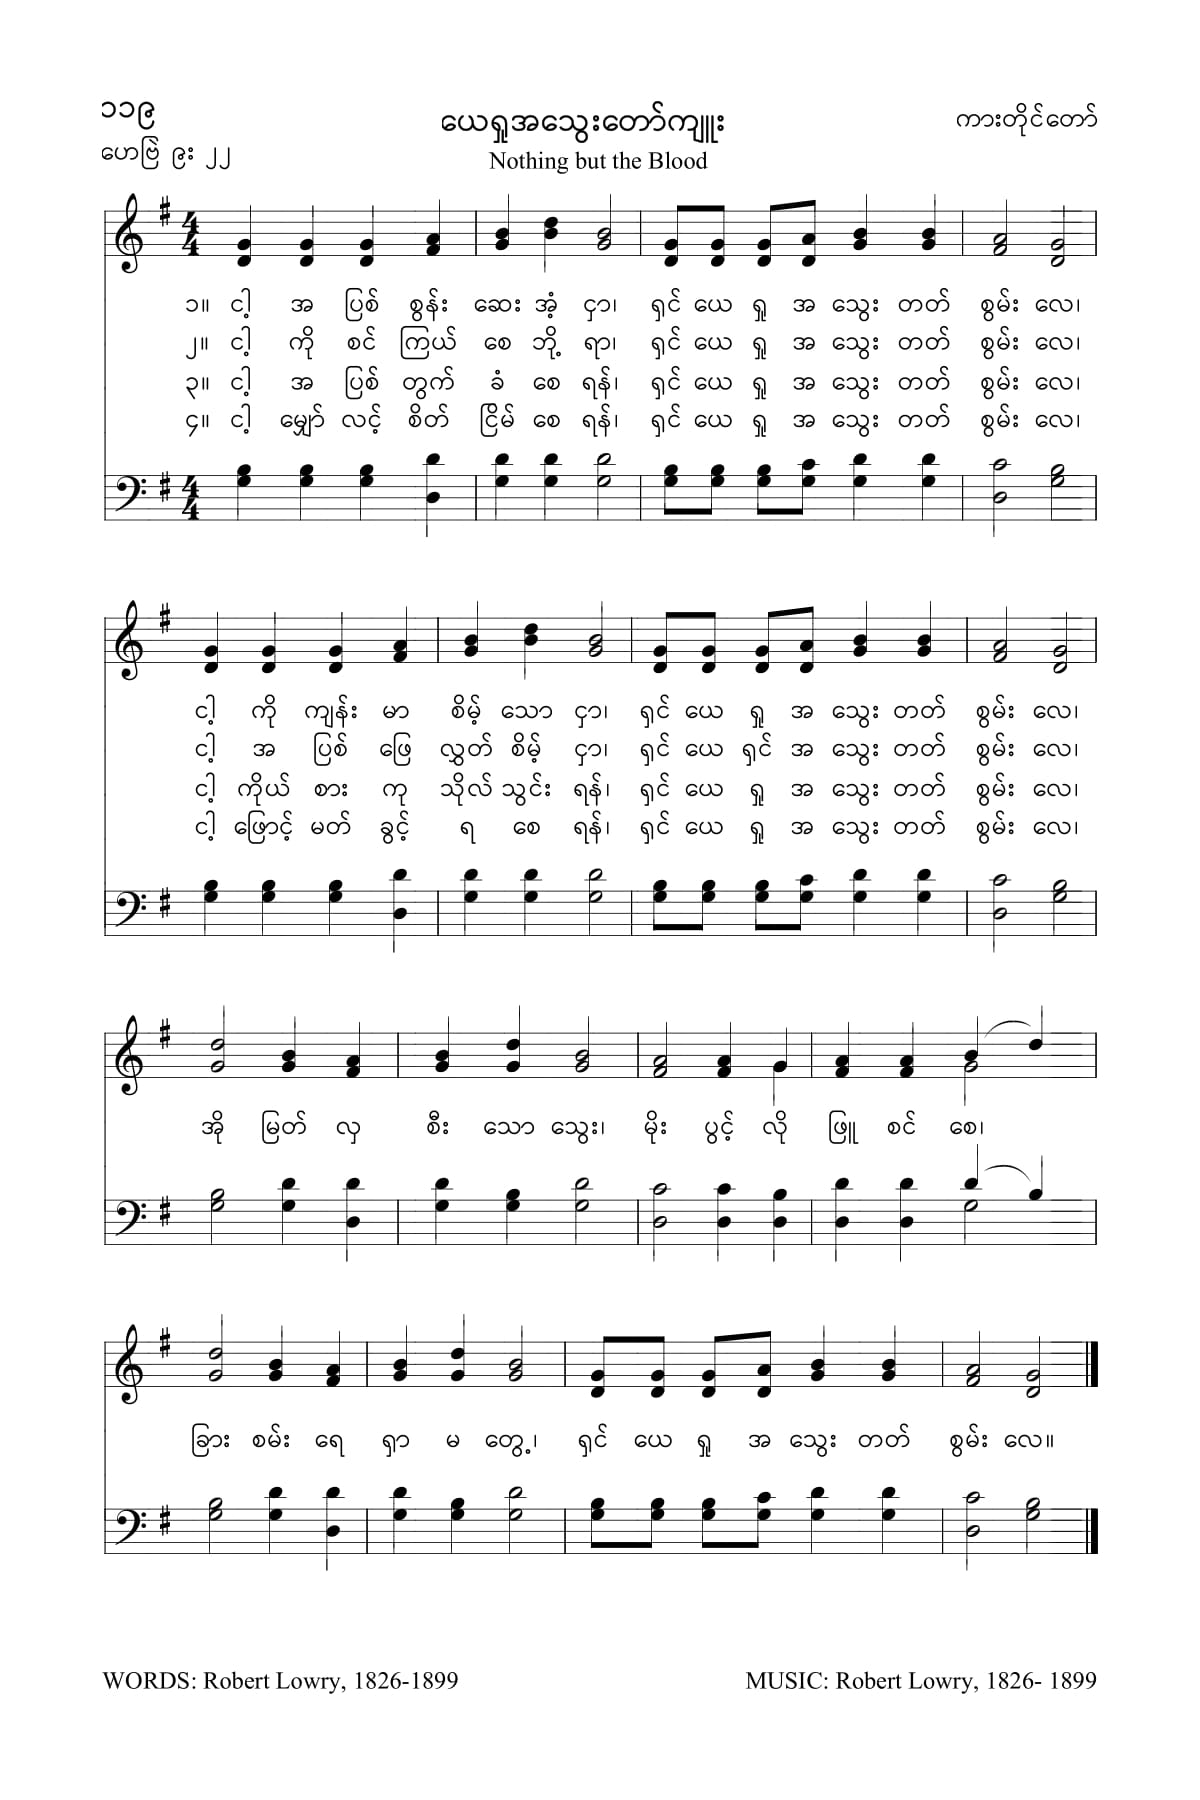 ၁၁၉
ယေရှုအသွေးတော်ကျူး
ကားတိုင်တော်
ဟေဗြဲ ၉း ၂၂
Nothing but the Blood
၁။ ငါ့ အ ပြစ် စွန်း ဆေး အံ့ ငှာ၊ ရှင် ယေ ရှု အ သွေး တတ် စွမ်း လေ၊
၂။ ငါ့ ကို စင် ကြယ် စေ ဘို့ ရာ၊ ရှင် ယေ ရှု အ သွေး တတ် စွမ်း လေ၊
၃။ ငါ့ အ ပြစ် တွက် ခံ စေ ရန်၊ ရှင် ယေ ရှု အ သွေး တတ် စွမ်း လေ၊
၄။ ငါ့ မျှော် လင့် စိတ် ငြိမ် စေ ရန်၊ ရှင် ယေ ရှု အ သွေး တတ် စွမ်း လေ၊
ငါ့ ကို ကျန်း မာ စိမ့် သော ငှာ၊ ရှင် ယေ ရှု အ သွေး တတ် စွမ်း လေ၊
ငါ့ အ ပြစ် ဖြေ လွှတ် စိမ့် ငှာ၊ ရှင် ယေ ရှင် အ သွေး တတ် စွမ်း လေ၊
ငါ့ ကိုယ် စား ကု သိုလ် သွင်း ရန်၊ ရှင် ယေ ရှု အ သွေး တတ် စွမ်း လေ၊
ငါ့ ဖြောင့် မတ် ခွင့် ရ စေ ရန်၊ ရှင် ယေ ရှု အ သွေး တတ် စွမ်း လေ၊
အို မြတ် လှ စီး သော သွေး၊ မိုး ပွင့် လို ဖြူ စင် စေ၊
ခြား စမ်း ရေ ရှာ မ တွေ့၊ ရှင် ယေ ရှု အ သွေး တတ် စွမ်း လေ။
WORDS: Robert Lowry, 1826-1899
MUSIC: Robert Lowry, 1826- 1899